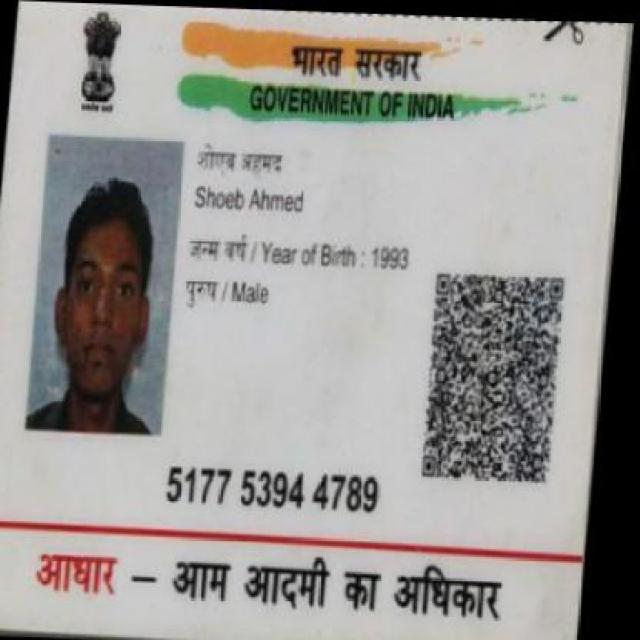 भारत सरकार
GOVERNMENT OF INDIA
शोएब अहमद
Shoeb Ahmed
जन्म वर्ष / Year of Birth : 1993
पुरुष / Male
5177 5394 4789
आधार – आम आदमी का अधिकार